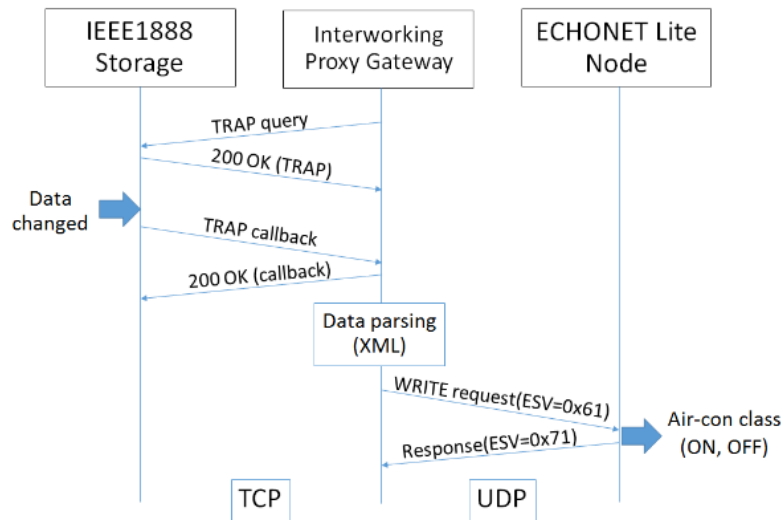 IEEE1888
Storage
Interworking
Proxy Gateway
ECHONET Lite
Node
TRAP query
200 OK (TRAP)
Data
changed
TRAP callback
200 OK (callback)
Data parsing
(XML)
WRITE request(ESV=0x61)
Air-con class
(ON, OFF)
Response(ESV=0x71)
TCP
UDP